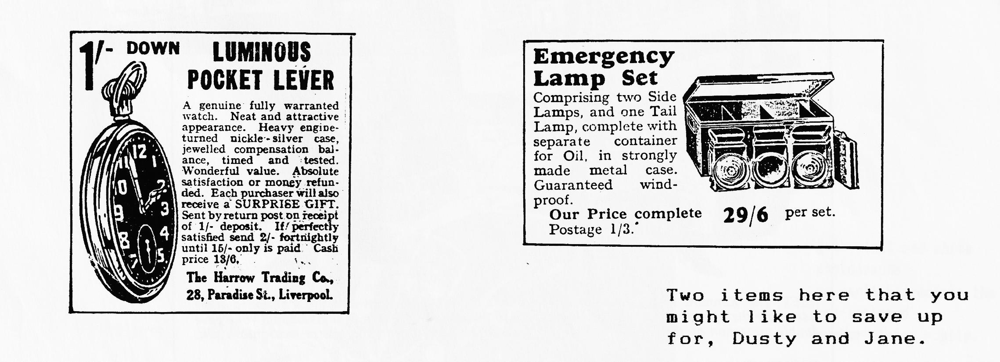 1/- DOWN
LUMINOUS
POCKET LEVER
A genuine fully warranted
watch. Neat and attractive
appearance. Heavy engine-
turned nickle-silver case,
jewelled compensation bal-
ance, timed and tested.
Wonderful value. Absolute
satisfaction or money refun-
ded. Each purchaser will also
receive a SURPRISE GIFT.
Sent by return post on receipt
of 1/- deposit. If perfectly
satisfied send 2/- fortnightly
until 15/- only is paid. Cash
price 13/6.
The Harrow Trading Co.,
28, Paradise St., Liverpool.
12
1
2
3
4
5
7
8
9
10
11
Emergency
Lamp Set
Comprising two Side
Lamps, and one Tail
Lamp, complete with
separate container
for Oil, in strongly
made metal case.
Guaranteed wind-
proof.
Our Price complete 29/6 per set.
Postage 1/3.
Two items here that you
might like to save up
for, Dusty and Jane.